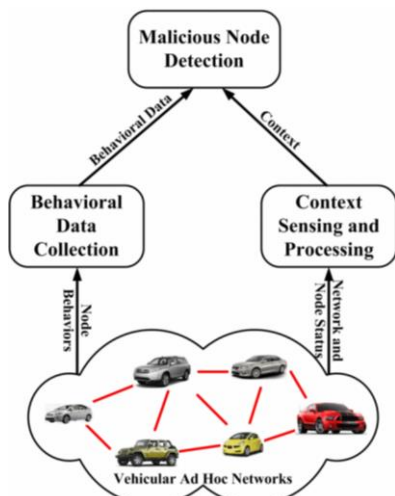 Malicious Node
Detection
Behavioral Data
Context
Behavioral
Data
Collection
Context
Sensing and
Processing
Node
Behaviors
Network and
Node Status
Vehicular Ad Hoc Networks